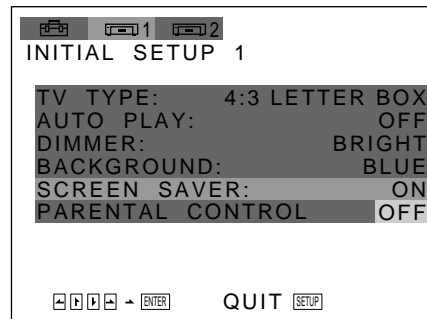 1 2
INITIAL SETUP 1
TV TYPE: 4:3 LETTER BOX
AUTO PLAY: OFF
DIMMER: BRIGHT
BACKGROUND: BLUE
SCREEN SAVER: ON
PARENTAL CONTROL OFF
ENTER QUIT SETUP